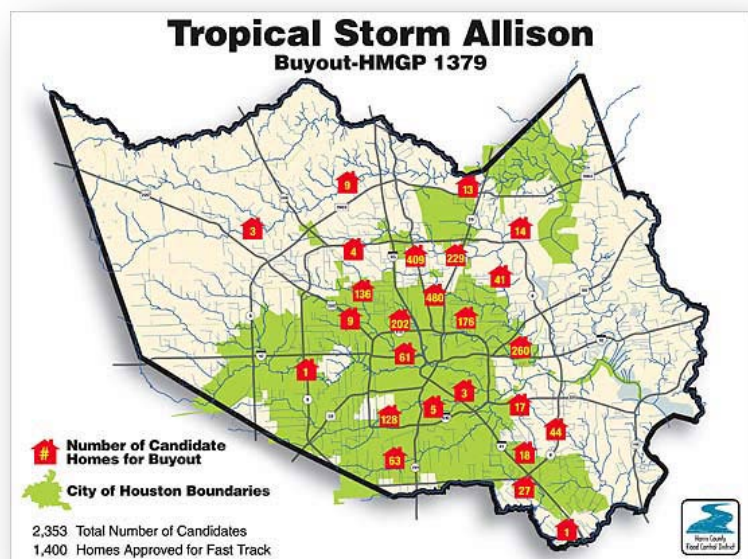 Tropical Storm Allison
Buyout-HMGP 1379
9
13
3
14
4
409
229
41
136
480
9
202
176
260
61
1
3
5
17
128
44
63
18
27
1
# Number of Candidate
Homes for Buyout
City of Houston Boundaries
2,353 Total Number of Candidates
1,400 Homes Approved for Fast Track
Harris County
Flood Control District